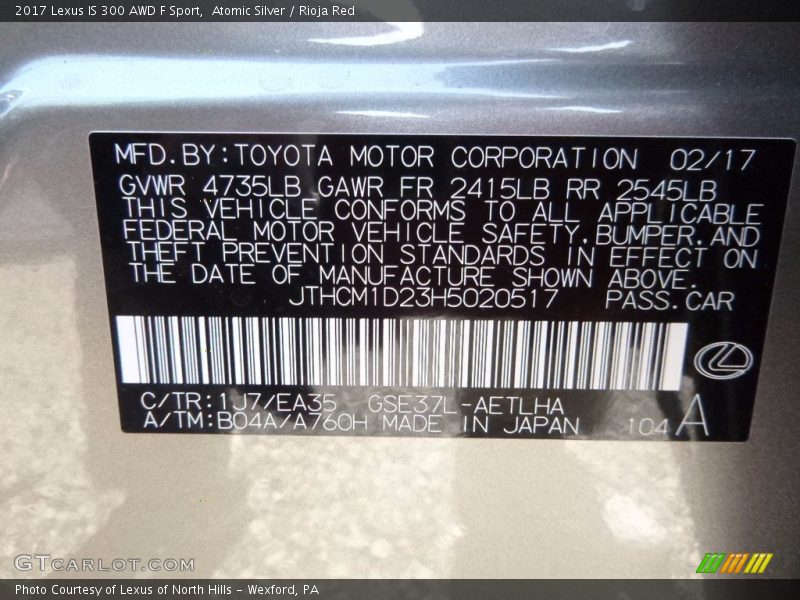 2017 Lexus IS 300 AWD F Sport,  Atomic Silver / Rioja Red
MFD.BY:TOYOTA MOTOR CORPORATION 02/17
GVWR 4735LB GAWR FR 2415LB RR 2545LB
THIS VEHICLE CONFORMS TO ALL APPLICABLE
FEDERAL MOTOR VEHICLE SAFETY,BUMPER,AND
THEFT PREVENTION STANDARDS IN EFFECT ON
THE DATE OF MANUFACTURE SHOWN ABOVE.
JTHCM1D23H5020517 PASS.CAR
C/TR:1J7/EA35 GSE37L-AETLHA
A/TM:B04A/A760H MADE IN JAPAN 104 A
GTCARLOT.COM
Photo Courtesy of Lexus of North Hills - Wexford, PA